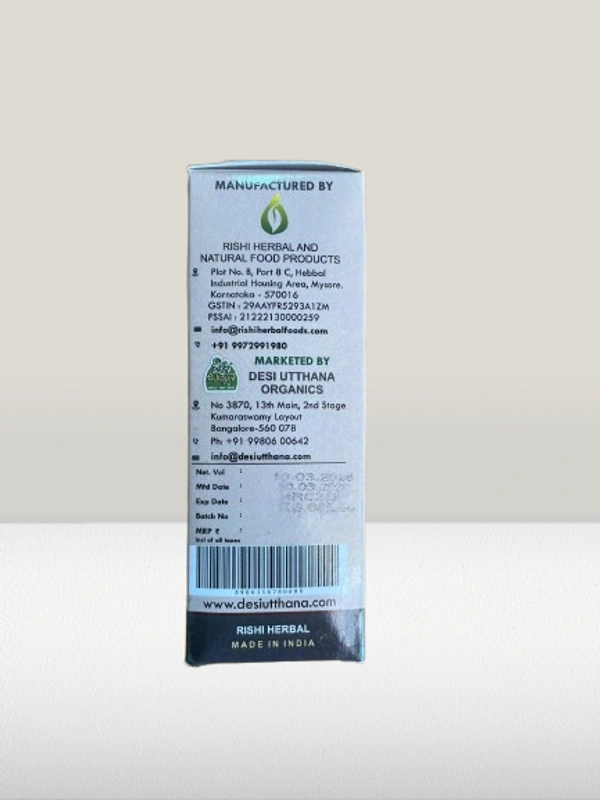 MANUFACTURED BY
RISHI HERBAL AND
NATURAL FOOD PRODUCTS
Plot No. 8, Part 8 C, Hebbal
Industrial Housing Area, Mysore.
Karnataka - 570016
GSTIN : 29AAYFR5293A1ZM
FSSAI : 21222130000259
info@rishiherbalfoods.com
+91 9972991980
MARKETED BY
DESI UTTHANA
ORGANICS
No 3870, 13th Main, 2nd Stage
Kumaraswamy Layout
Bangalore-560 078
Ph: +91 99806 00642
info@desiutthana.com
Net. Vol :
Mfd Date :
Exp Date :
Batch No :
MRP ₹ :
Incl of all taxes
www.desiutthana.com
RISHI HERBAL
MADE IN INDIA